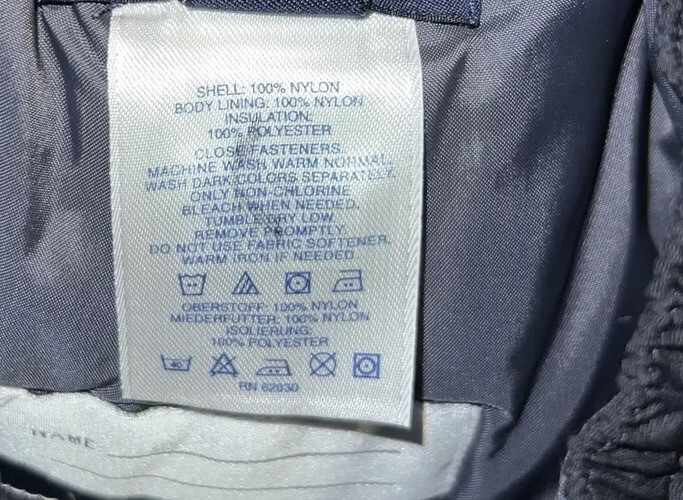 SHELL: 100% NYLON
BODY LINING: 100% NYLON
INSULATION:
100% POLYESTER
CLOSE FASTENERS.
MACHINE WASH WARM NORMAL.
WASH DARK COLORS SEPARATELY.
ONLY NON-CHLORINE
BLEACH WHEN NEEDED.
TUMBLE DRY LOW.
REMOVE PROMPTLY.
DO NOT USE FABRIC SOFTENER.
WARM IRON IF NEEDED.
OBERSTOFF: 100% NYLON
MIEDERFUTTER: 100% NYLON
ISOLIERUNG:
100% POLYESTER
40
RN 62830
NAME